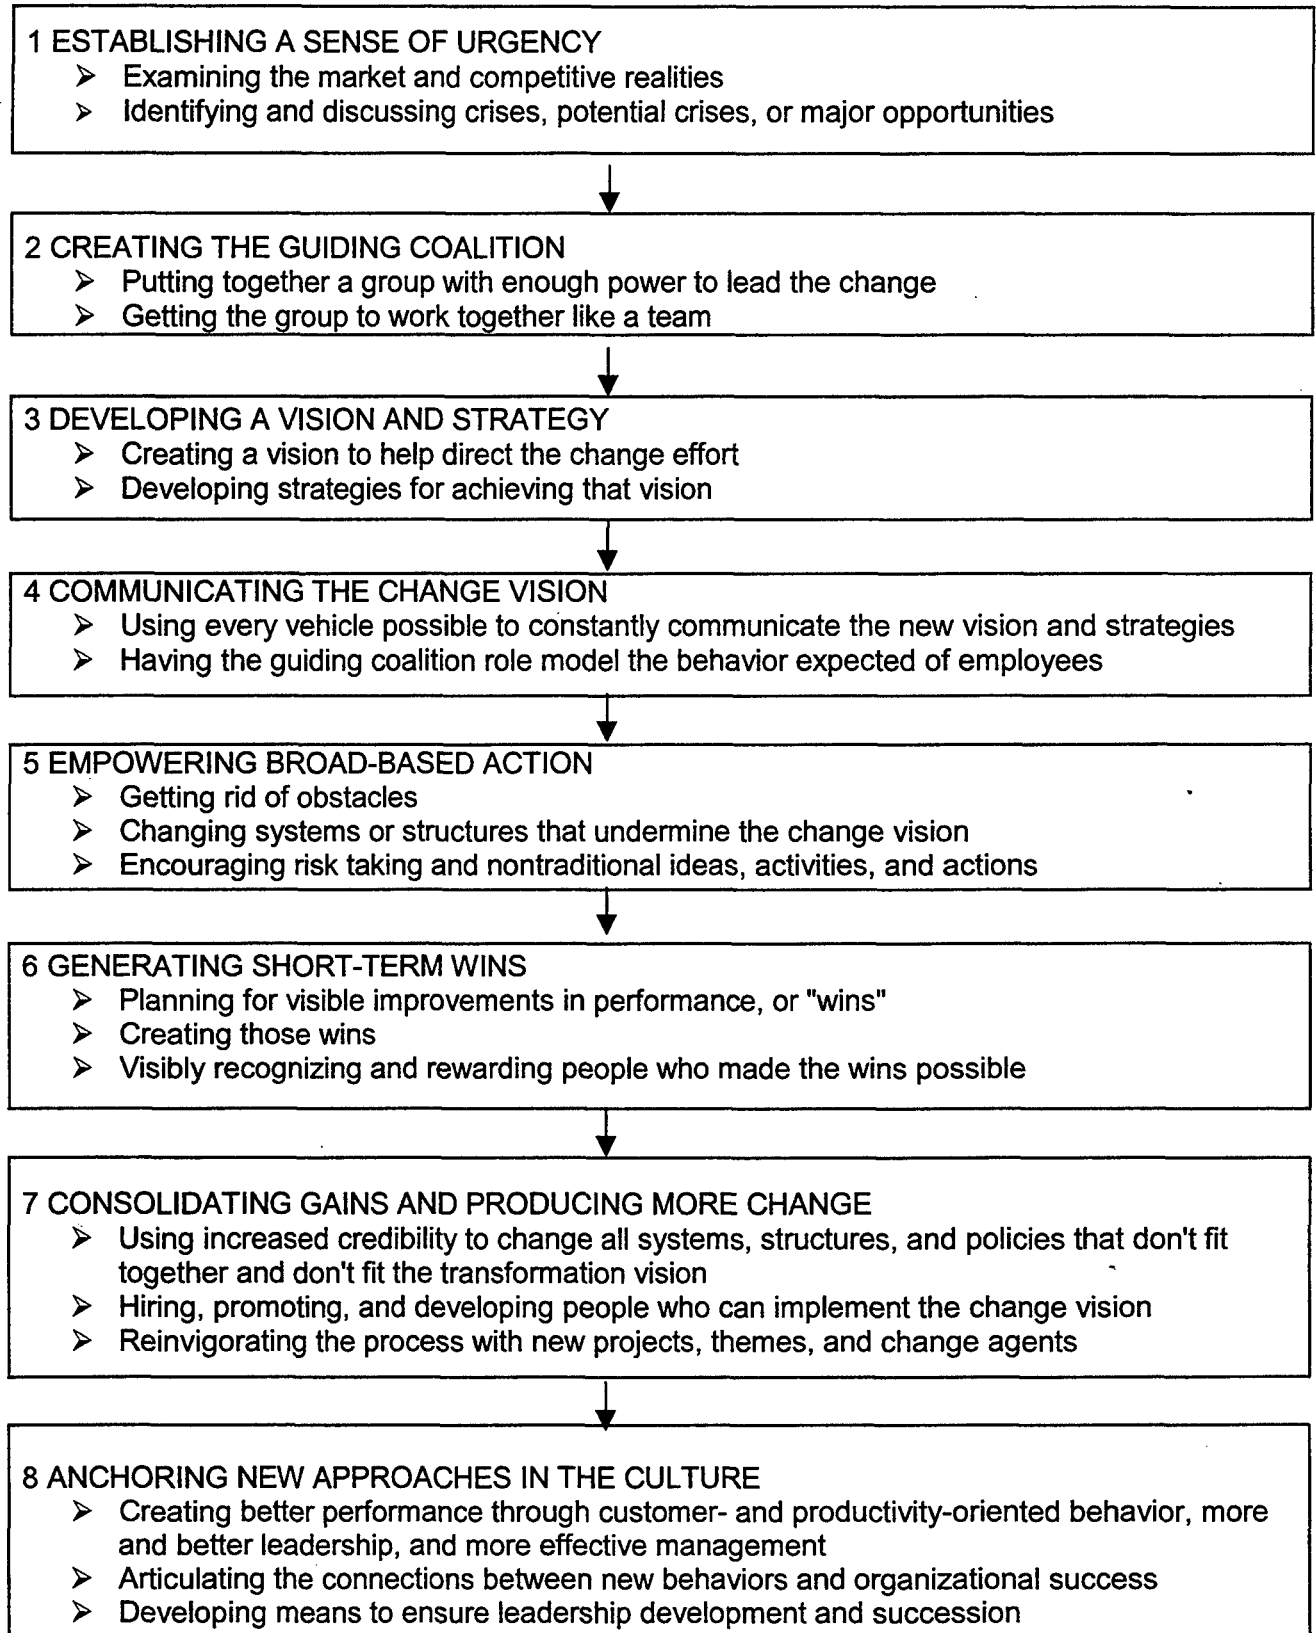 1 ESTABLISHING A SENSE OF URGENCY
➢ Examining the market and competitive realities
➢ Identifying and discussing crises, potential crises, or major opportunities
2 CREATING THE GUIDING COALITION
➢ Putting together a group with enough power to lead the change
➢ Getting the group to work together like a team
3 DEVELOPING A VISION AND STRATEGY
➢ Creating a vision to help direct the change effort
➢ Developing strategies for achieving that vision
4 COMMUNICATING THE CHANGE VISION
➢ Using every vehicle possible to constantly communicate the new vision and strategies
➢ Having the guiding coalition role model the behavior expected of employees
5 EMPOWERING BROAD-BASED ACTION
➢ Getting rid of obstacles
➢ Changing systems or structures that undermine the change vision
➢ Encouraging risk taking and nontraditional ideas, activities, and actions
6 GENERATING SHORT-TERM WINS
➢ Planning for visible improvements in performance, or "wins"
➢ Creating those wins
➢ Visibly recognizing and rewarding people who made the wins possible
7 CONSOLIDATING GAINS AND PRODUCING MORE CHANGE
➢ Using increased credibility to change all systems, structures, and policies that don't fit
together and don't fit the transformation vision
➢ Hiring, promoting, and developing people who can implement the change vision
➢ Reinvigorating the process with new projects, themes, and change agents
8 ANCHORING NEW APPROACHES IN THE CULTURE
➢ Creating better performance through customer- and productivity-oriented behavior, more
and better leadership, and more effective management
➢ Articulating the connections between new behaviors and organizational success
➢ Developing means to ensure leadership development and succession